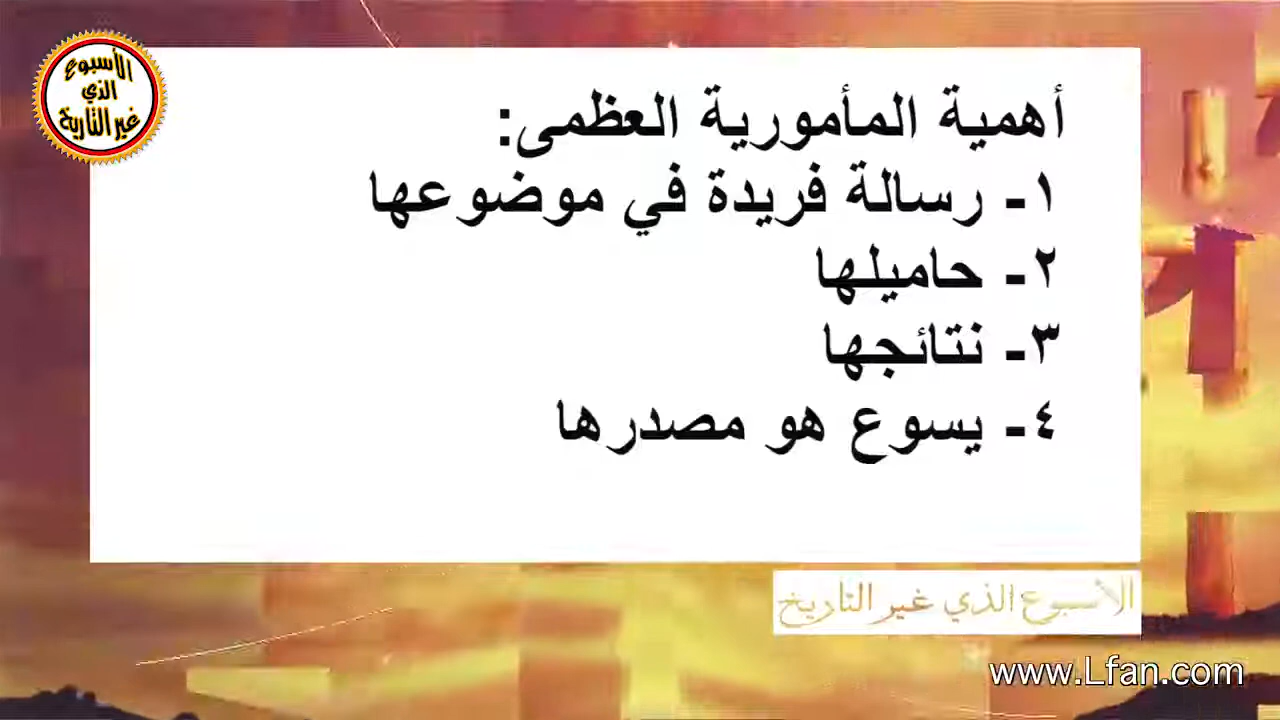 الأسبوع
الذي
غير التاريخ
أهمية المأمورية العظمى:
١- رسالة فريدة في موضوعها
٢- حاميلها
٣- نتائجها
٤- يسوع هو مصدرها
الأسبوع الذي غير التاريخ
www.Lfan.com